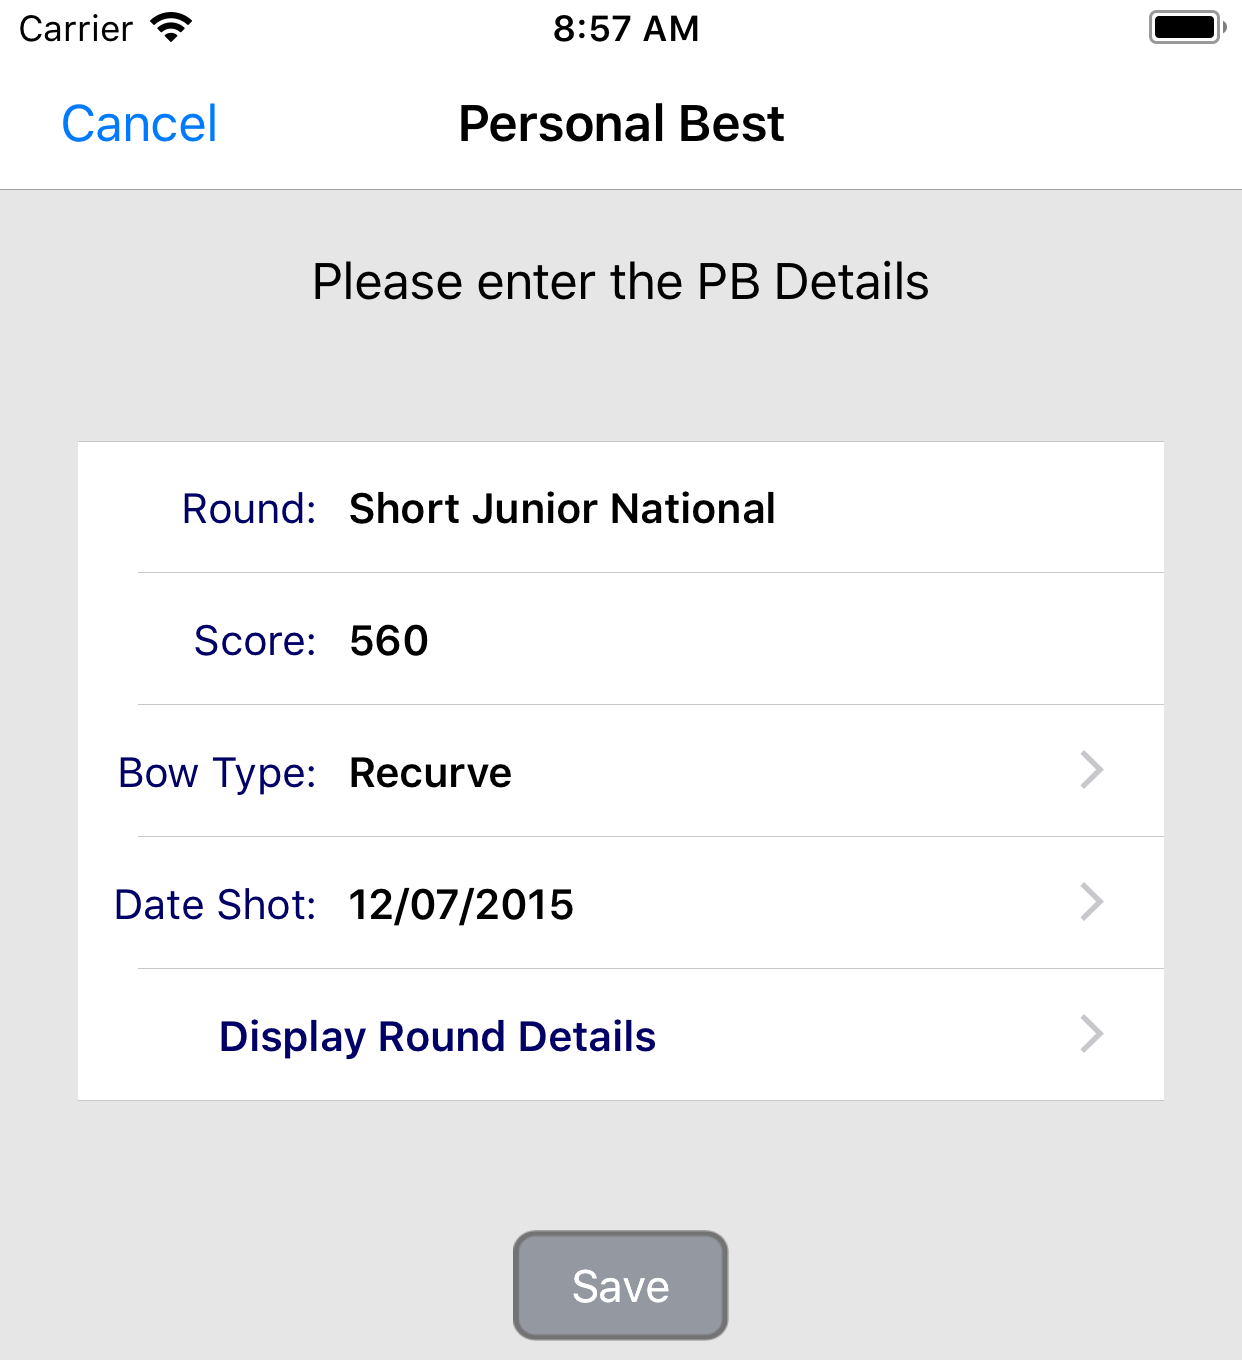 Carrier 8:57 AM
Cancel Personal Best
Please enter the PB Details
Round: Short Junior National
Score: 560
Bow Type: Recurve
Date Shot: 12/07/2015
Display Round Details
Save